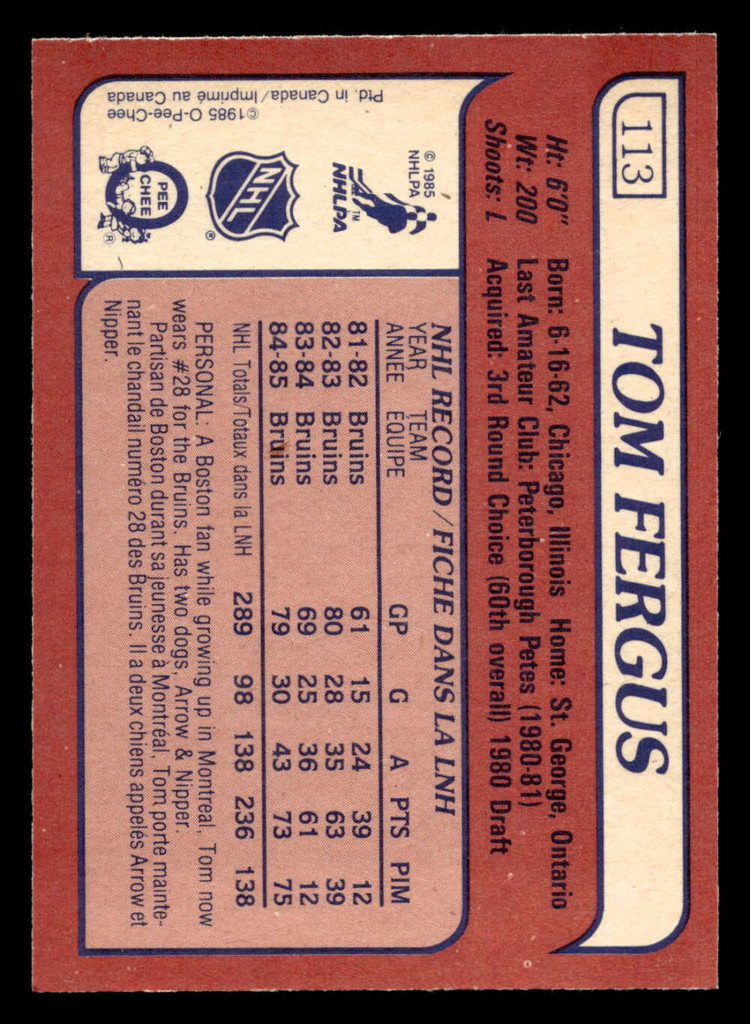 113
TOM FERGUS
Ht: 6'0" Born: 6-16-62, Chicago, Illinois Home: St. George, Ontario
Wt: 200 Last Amateur Club: Peterborough Petes (1980-81)
Shoots: L Acquired: 3rd Round Choice (60th overall) 1980 Draft
© 1985
NHLPA
NHLPA™
NHL
®
O
PEE
CHEE
®
©1985 O-Pee-Chee
Ptd. in Canada/Imprimé au Canada
NHL RECORD/FICHE DANS LA LNH
YEAR TEAM
ANNÉE ÉQUIPE GP G A PTS PIM
81-82 Bruins 61 15 24 39 12
82-83 Bruins 80 28 35 63 39
83-84 Bruins 69 25 36 61 12
84-85 Bruins 79 30 43 73 75
NHL Totals/Totaux dans la LNH 289 98 138 236 138
PERSONAL: A Boston fan while growing up in Montreal, Tom now
wears #28 for the Bruins. Has two dogs, Arrow & Nipper.
Partisan de Boston durant sa jeunesse à Montréal, Tom porte mainte-
nant le chandail numéro 28 des Bruins. Il a deux chiens appelés Arrow et
Nipper.